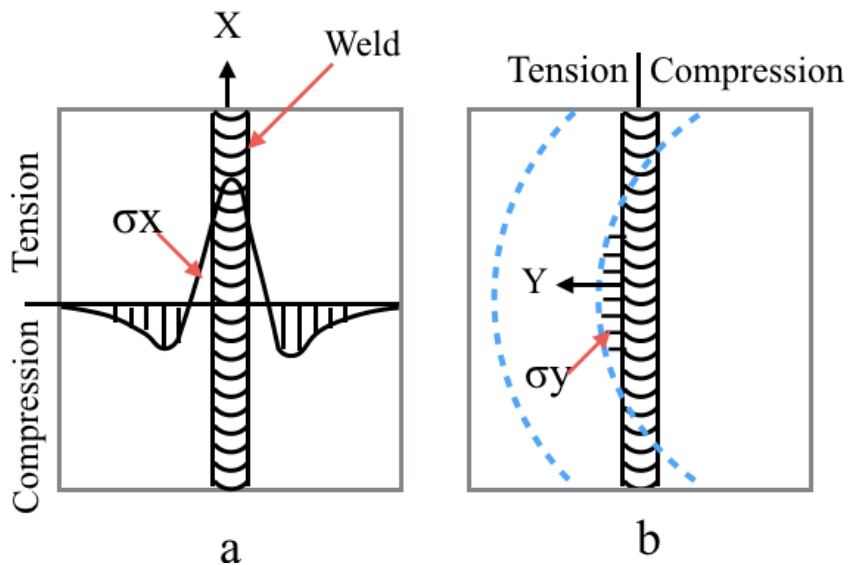 X
Weld
Tension
Compression
σx
a
Tension
Compression
Y
σy
b